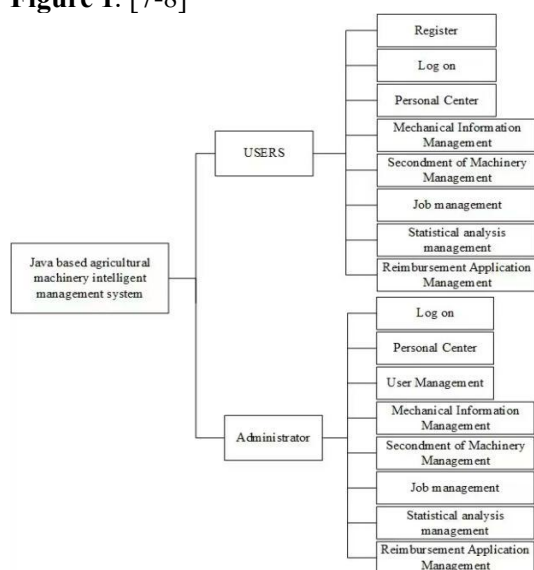 Figure 1. [7-8]
Register
Log on
Personal Center
Mechanical Information
Management
USERS
Secondment of Machinery
Management
Job management
Statistical analysis
management
Java based agricultural
machinery intelligent
management system
Reimbursement Application
Management
Log on
Personal Center
User Management
Mechanical Information
Management
Administrator
Secondment of Machinery
Management
Job management
Statistical analysis
management
Reimbursement Application
Management